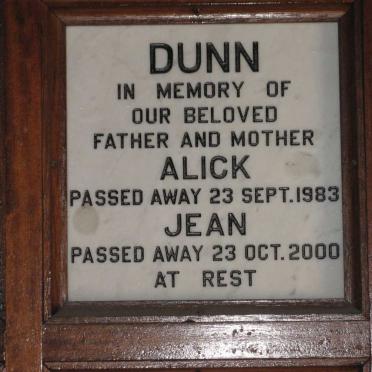 DUNN
IN MEMORY OF
OUR BELOVED
FATHER AND MOTHER
ALICK
PASSED AWAY 23 SEPT.1983
JEAN
PASSED AWAY 23 OCT.2000
AT REST